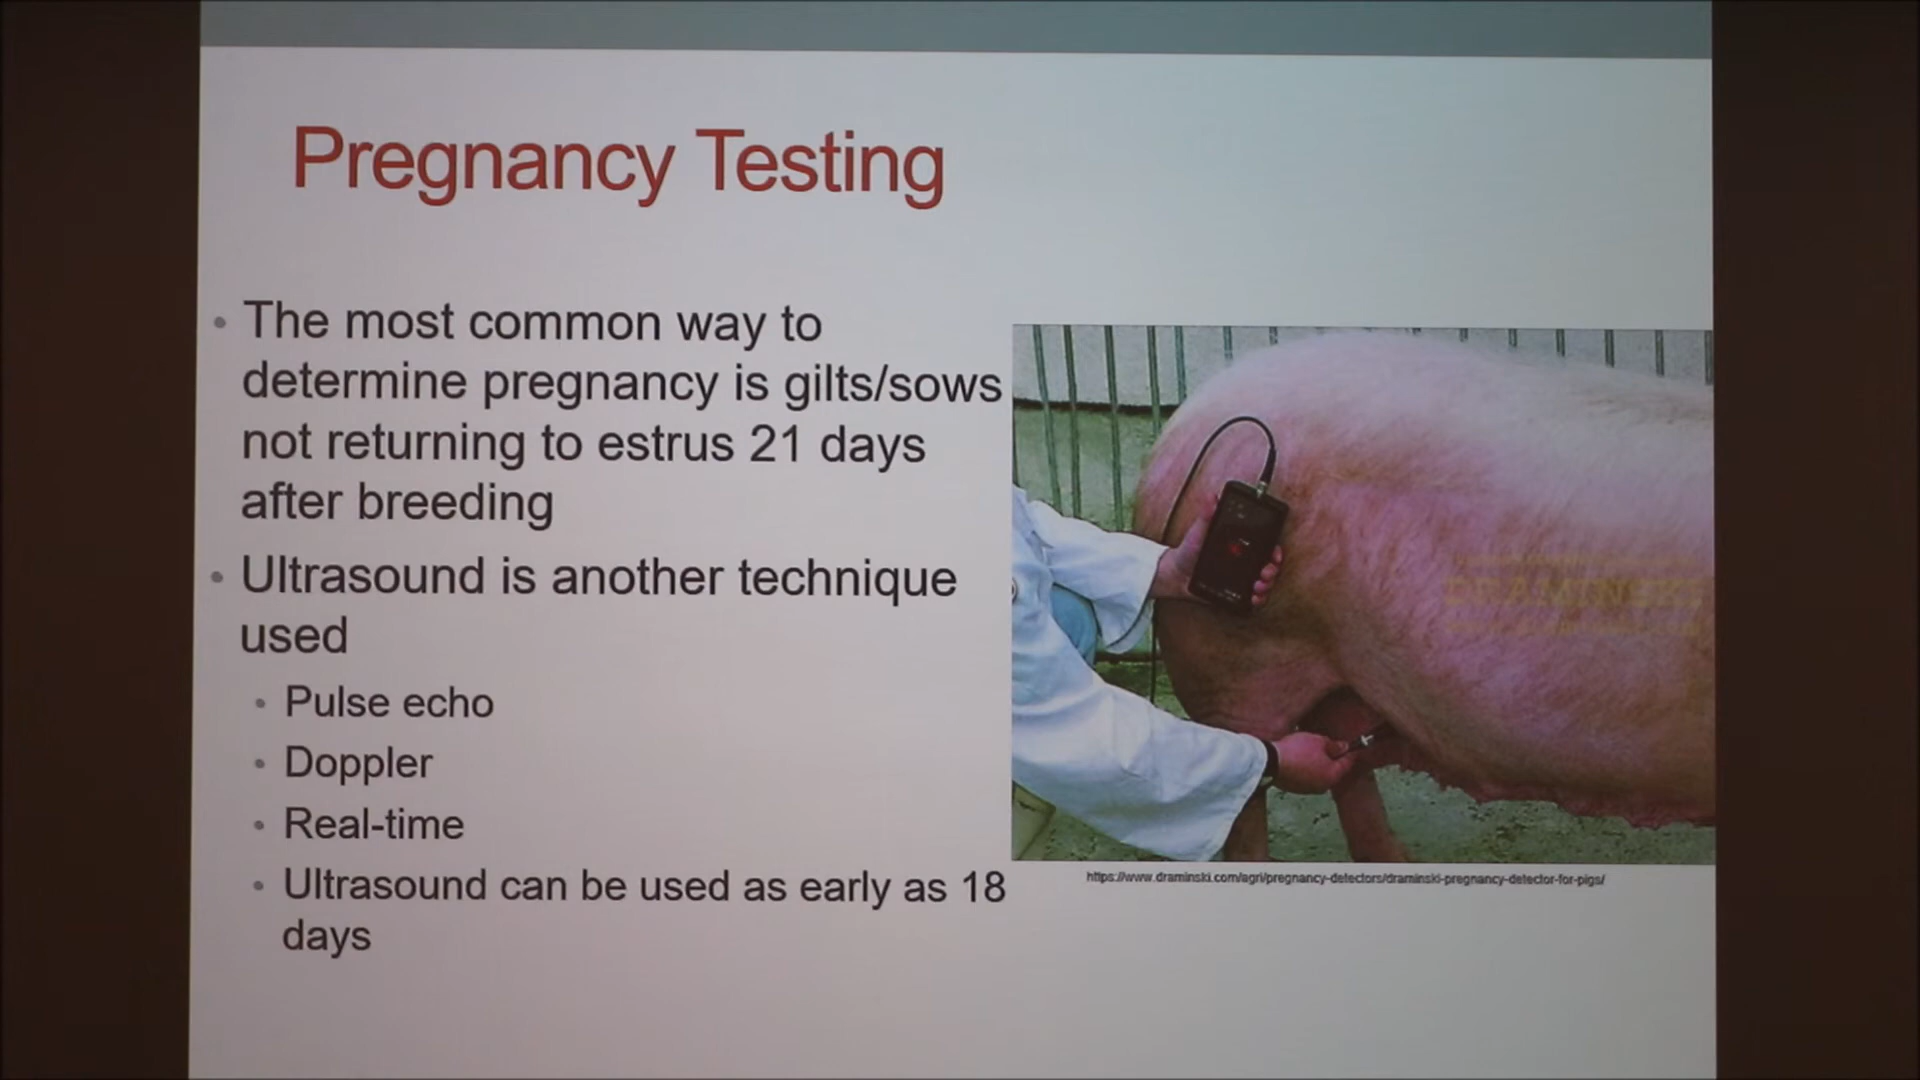 Pregnancy Testing
• The most common way to
determine pregnancy is gilts/sows
not returning to estrus 21 days
after breeding
• Ultrasound is another technique
used
• Pulse echo
• Doppler
• Real-time
• Ultrasound can be used as early as 18
days
DRAMINSKI
https://www.draminski.com/agri/pregnancy-detectors/draminski-pregnancy-detector-for-pigs/